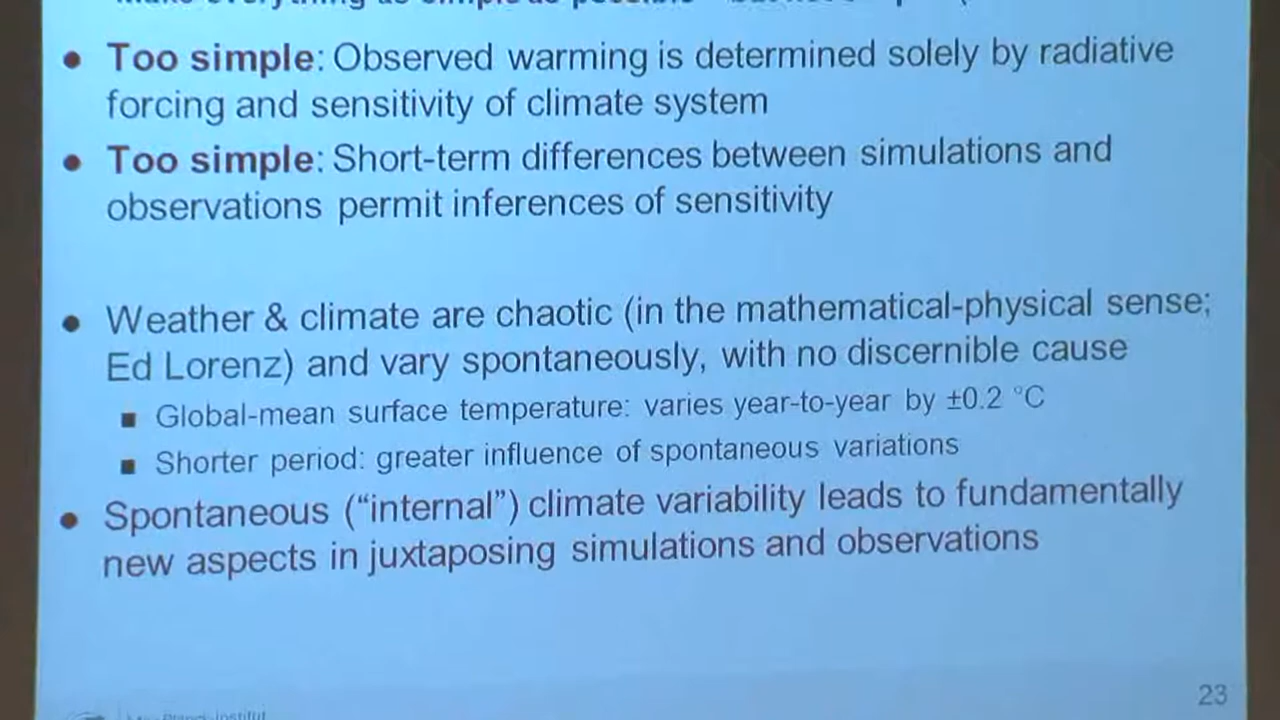 ● Too simple: Observed warming is determined solely by radiative
forcing and sensitivity of climate system
● Too simple: Short-term differences between simulations and
observations permit inferences of sensitivity
● Weather & climate are chaotic (in the mathematical-physical sense;
Ed Lorenz) and vary spontaneously, with no discernible cause
■ Global-mean surface temperature: varies year-to-year by ±0.2 °C
■ Shorter period: greater influence of spontaneous variations
● Spontaneous (“internal”) climate variability leads to fundamentally
new aspects in juxtaposing simulations and observations
23